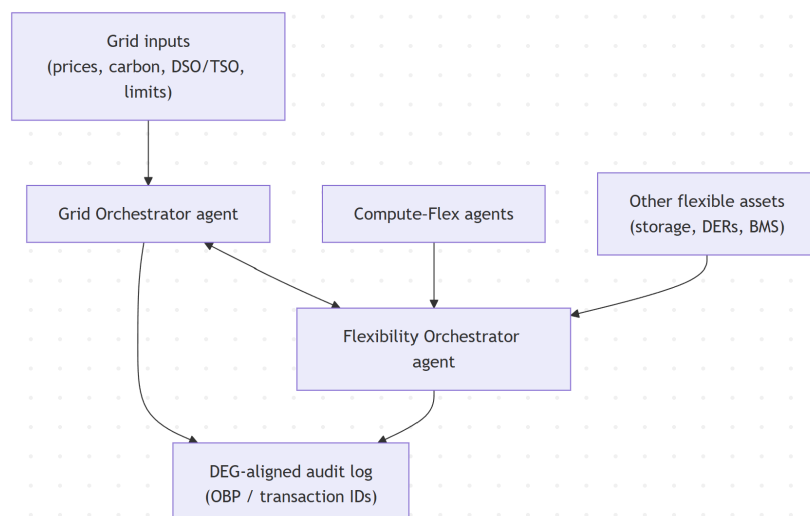 Grid inputs
(prices, carbon, DSO/TSO,
limits)
Grid Orchestrator agent
Compute-Flex agents
Other flexible assets
(storage, DERs, BMS)
Flexibility Orchestrator
agent
DEG-aligned audit log
(OBP / transaction IDs)